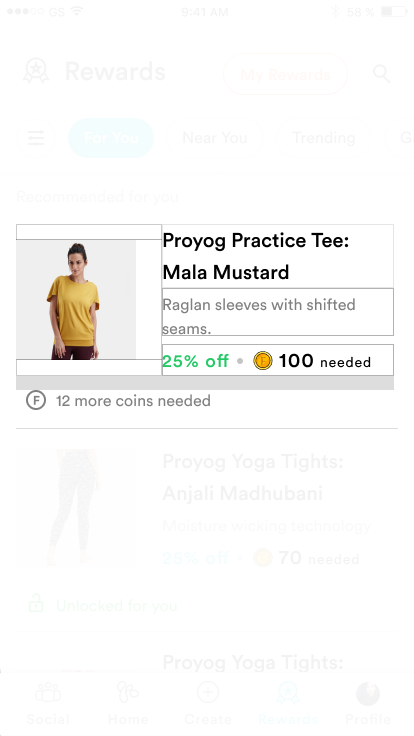 GS 9:41 AM 58 %
Rewards My Rewards
For You Near You Trending
Recommended for you
Proyog Practice Tee:
Mala Mustard
Raglan sleeves with shifted
seams.
25% off • 100 needed
F 12 more coins needed
Proyog Yoga Tights:
Anjali Madhubani
Moisture wicking technology
25% off • 70 needed
Unlocked for you
Proyog Yoga Tights:
Social Home Create Rewards Profile